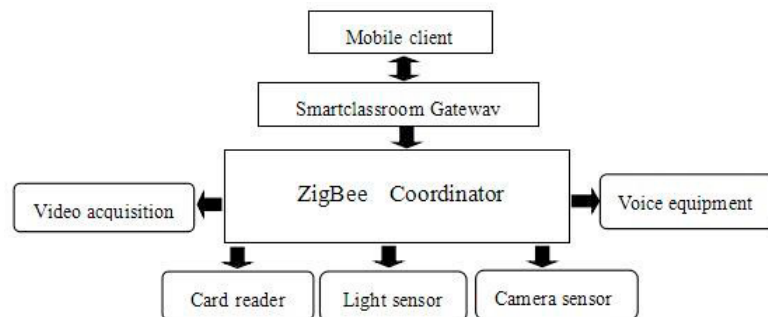 Mobile client
Smartclassroom Gatewav
ZigBee Coordinator
Video acquisition
Voice equipment
Card reader
Light sensor
Camera sensor